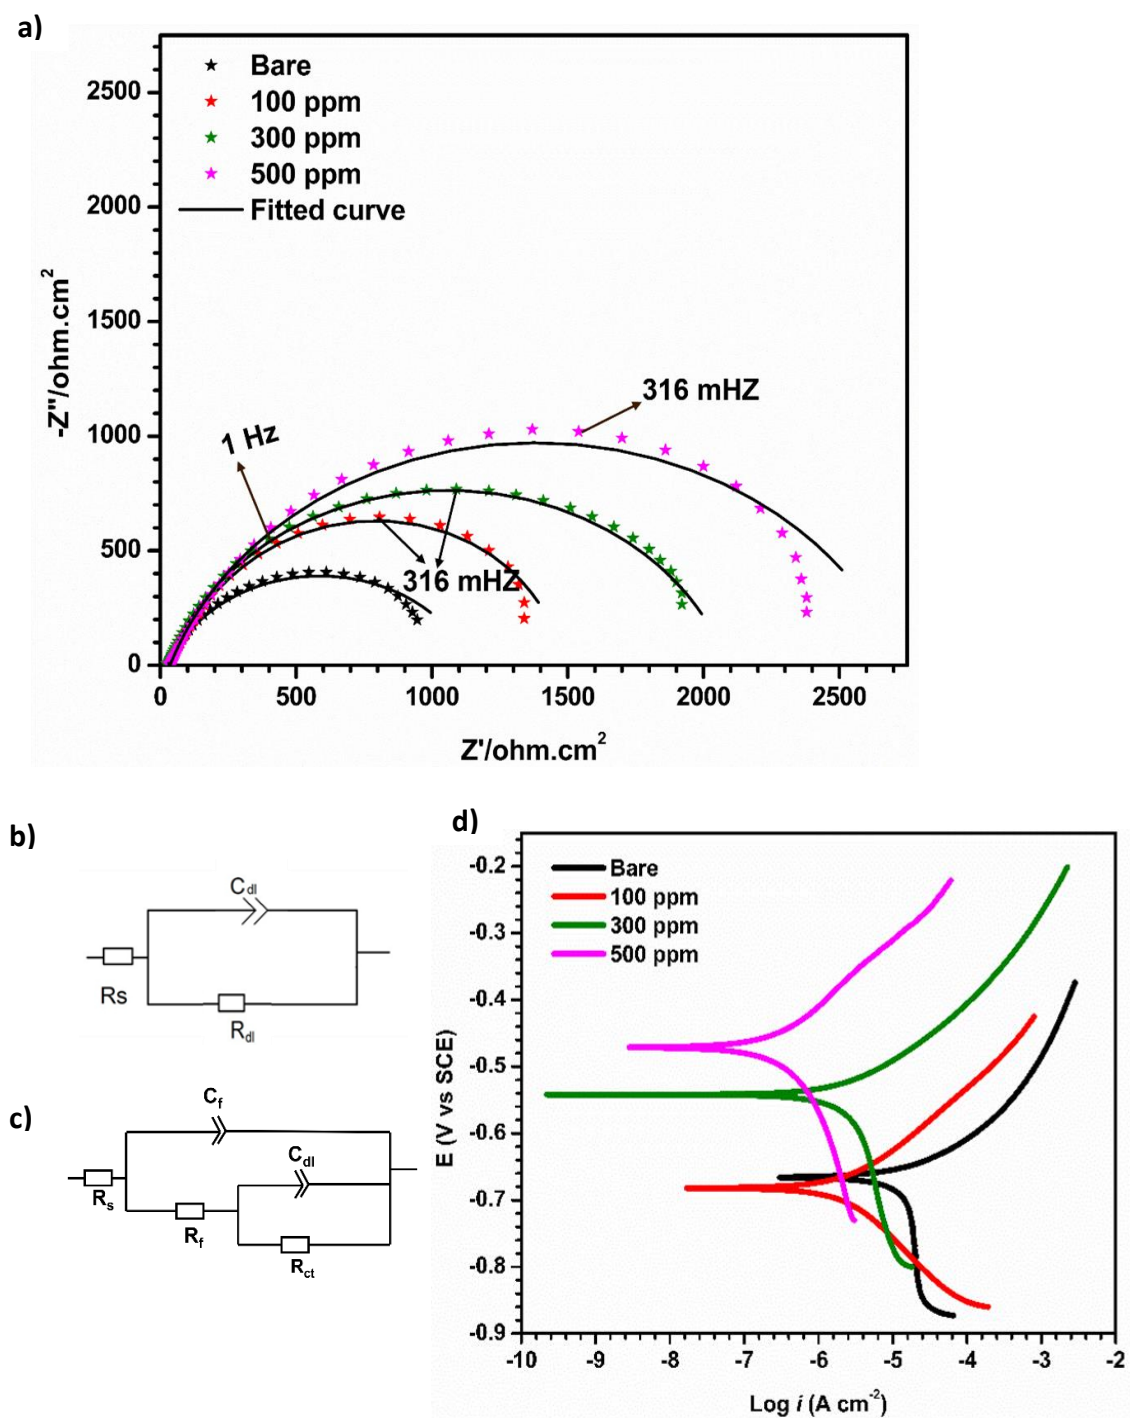 a)
Bare
100 ppm
300 ppm
500 ppm
Fitted curve
2500
2000
1500
1000
500
0
-Z"/ohm.cm2
1 Hz
316 mHZ
316 mHZ
0 500 1000 1500 2000 2500
Z'/ohm.cm2
b)
Cdl
Rs
Rdl
c)
Cf
Cdl
Rs
Rf
Rct
d)
Bare
100 ppm
300 ppm
500 ppm
-0.2
-0.3
-0.4
-0.5
-0.6
-0.7
-0.8
-0.9
E (V vs SCE)
-10 -9 -8 -7 -6 -5 -4 -3 -2
Log i (A cm-2)